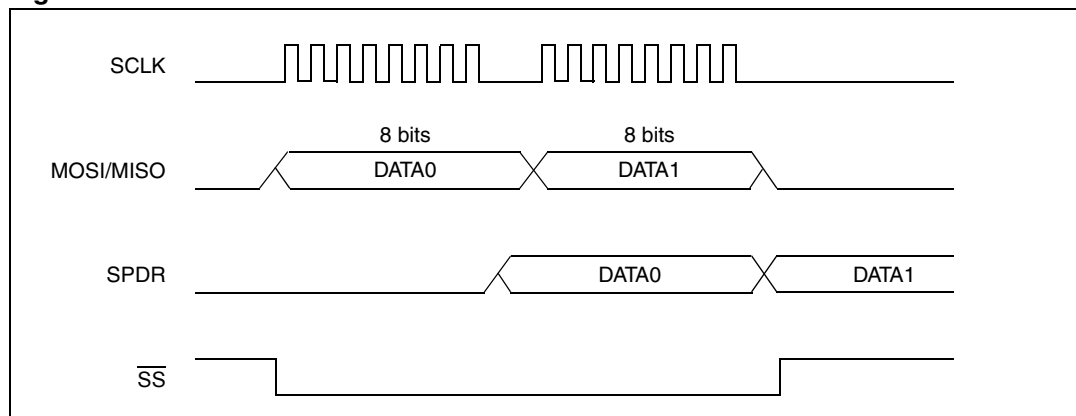 SCLK
8 bits 8 bits
MOSI/MISO DATA0 DATA1
SPDR DATA0 DATA1
SS